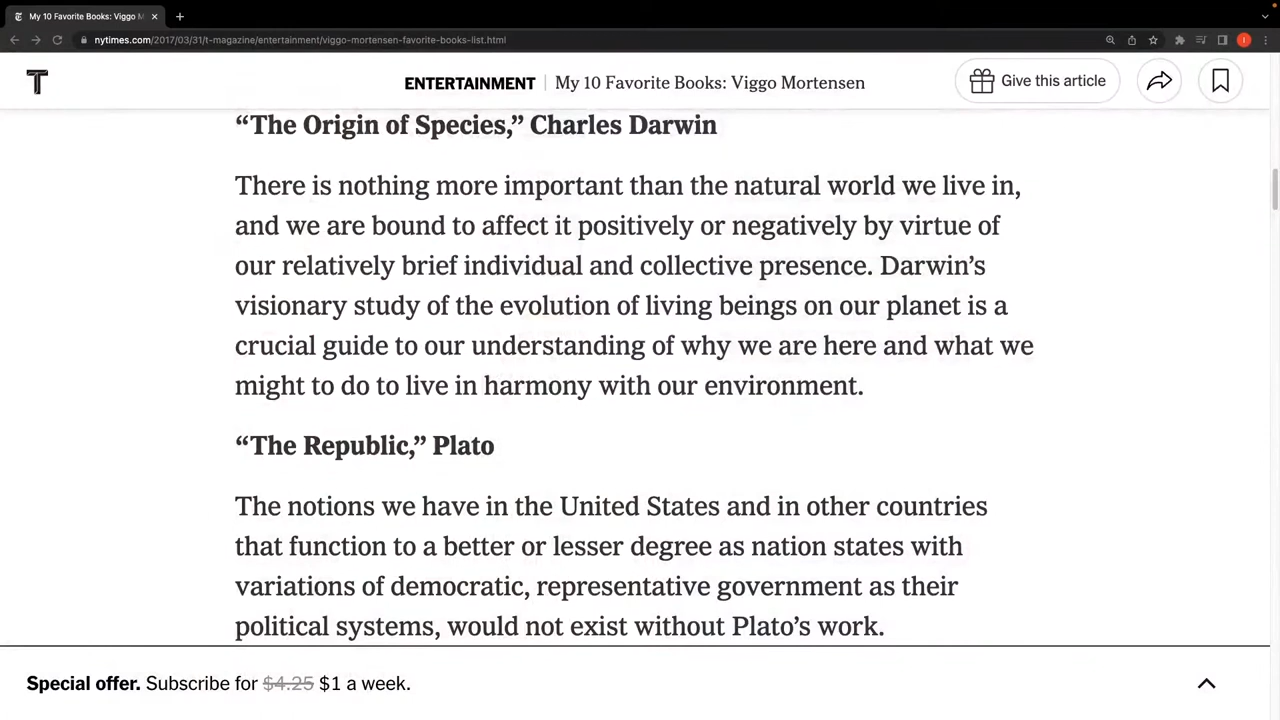 My 10 Favorite Books: Viggo M
nytimes.com/2017/03/31/t-magazine/entertainment/viggo-mortensen-favorite-books-list.html
T
ENTERTAINMENT | My 10 Favorite Books: Viggo Mortensen
Give this article
“The Origin of Species,” Charles Darwin
There is nothing more important than the natural world we live in,
and we are bound to affect it positively or negatively by virtue of
our relatively brief individual and collective presence. Darwin’s
visionary study of the evolution of living beings on our planet is a
crucial guide to our understanding of why we are here and what we
might to do to live in harmony with our environment.
“The Republic,” Plato
The notions we have in the United States and in other countries
that function to a better or lesser degree as nation states with
variations of democratic, representative government as their
political systems, would not exist without Plato’s work.
Special offer. Subscribe for $4.25 $1 a week.